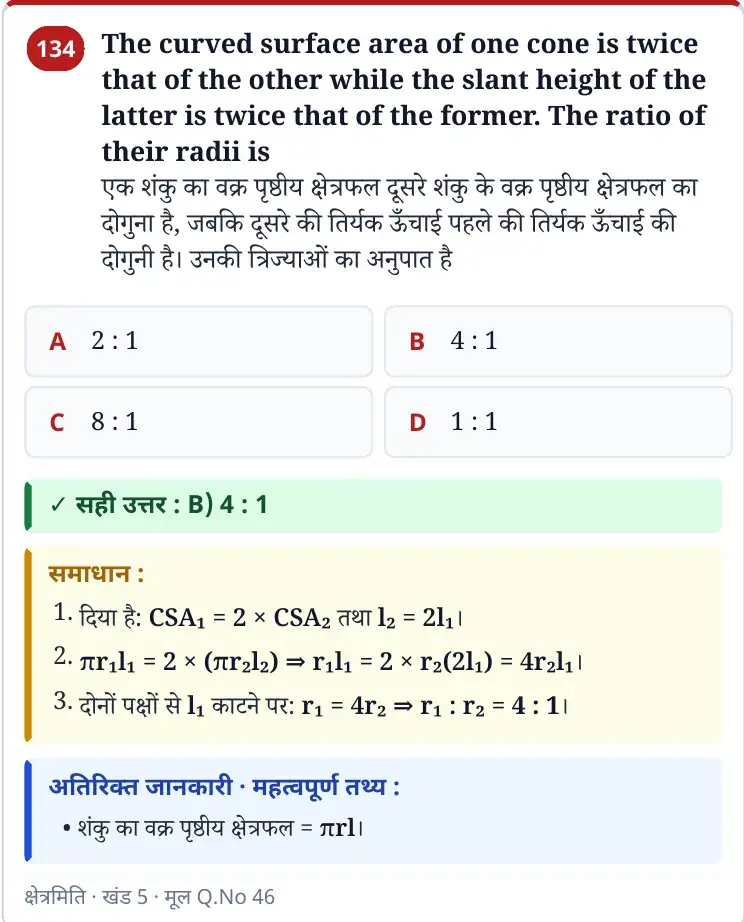 134
The curved surface area of one cone is twice
that of the other while the slant height of the
latter is twice that of the former. The ratio of
their radii is
एक शंकु का वक्र पृष्ठीय क्षेत्रफल दूसरे शंकु के वक्र पृष्ठीय क्षेत्रफल का
दोगुना है, जबकि दूसरे की तिर्यक ऊँचाई पहले की तिर्यक ऊँचाई की
दोगुनी है। उनकी त्रिज्याओं का अनुपात है
A 2 : 1
B 4 : 1
C 8 : 1
D 1 : 1
✓ सही उत्तर : B) 4 : 1
समाधान :
1. दिया है: CSA₁ = 2 × CSA₂ तथा l₂ = 2l₁।
2. πr₁l₁ = 2 × (πr₂l₂) ⇒ r₁l₁ = 2 × r₂(2l₁) = 4r₂l₁।
3. दोनों पक्षों से l₁ काटने पर: r₁ = 4r₂ ⇒ r₁ : r₂ = 4 : 1।
अतिरिक्त जानकारी · महत्वपूर्ण तथ्य :
• शंकु का वक्र पृष्ठीय क्षेत्रफल = πrl।
क्षेत्रमिति · खंड 5 · मूल Q.No 46